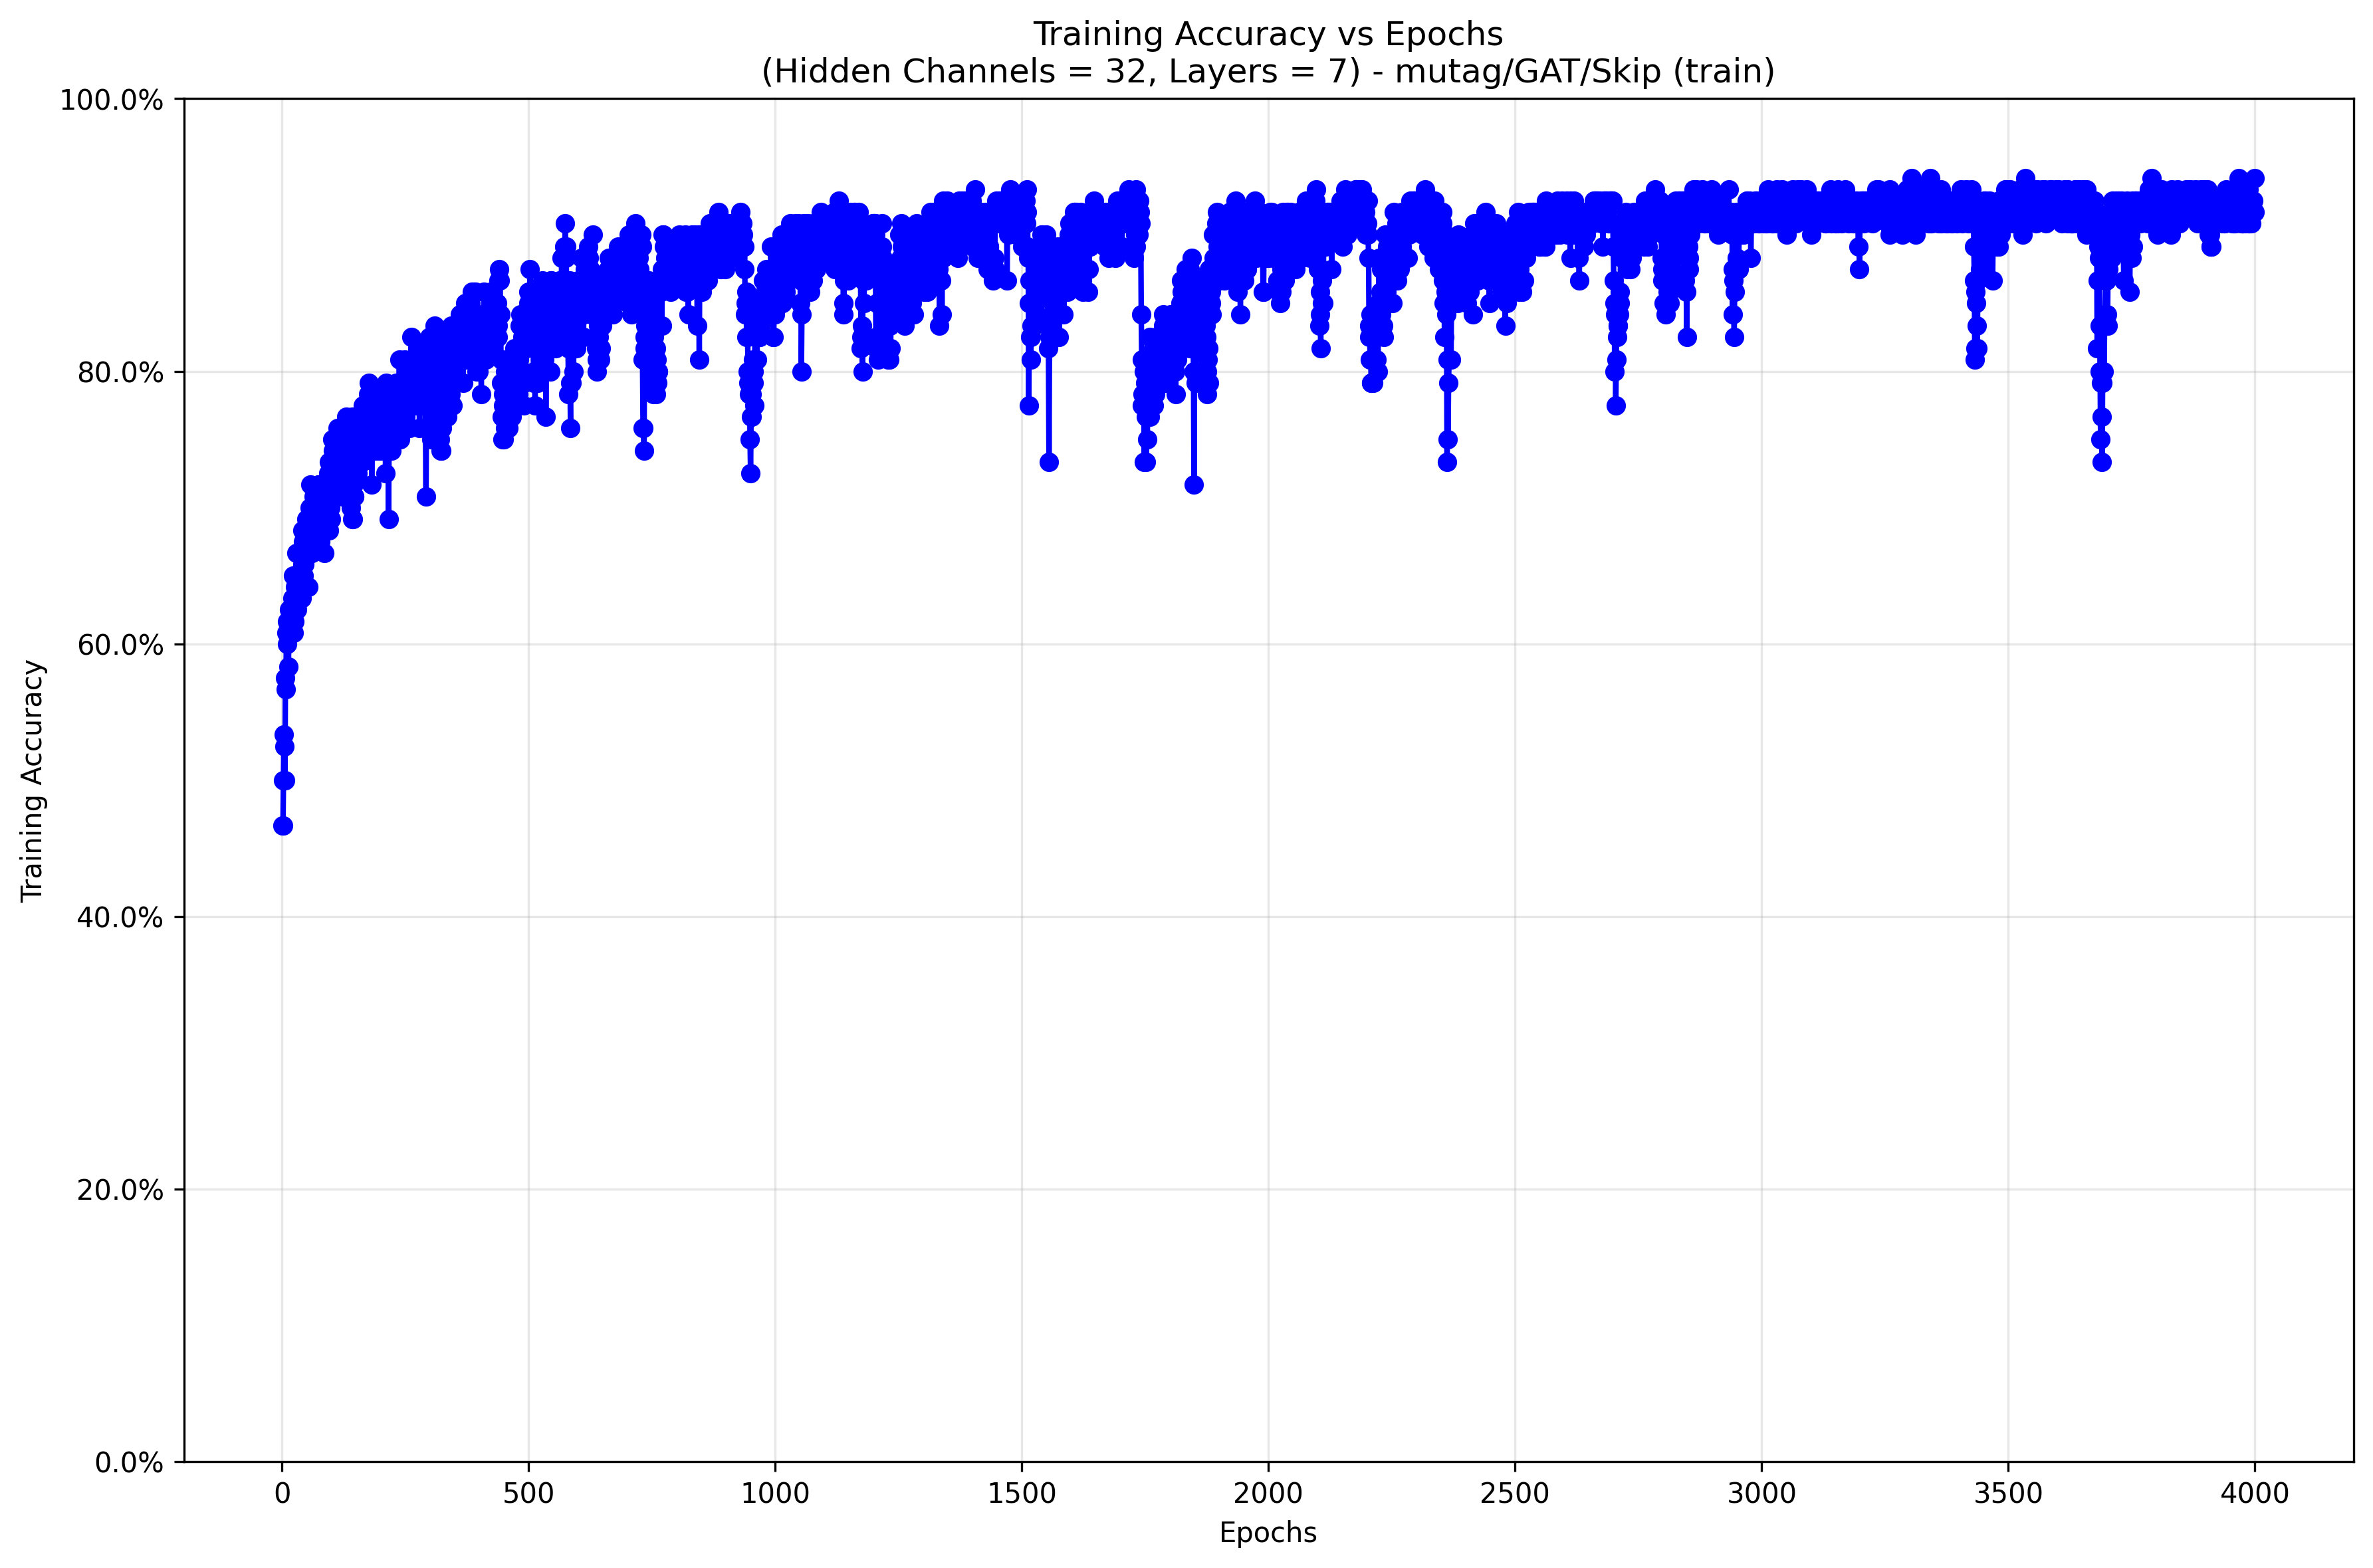 Training Accuracy vs Epochs
(Hidden Channels = 32, Layers = 7) - mutag/GAT/Skip (train)
100.0%
80.0%
60.0%
40.0%
20.0%
0.0%
Training Accuracy
0 500 1000 1500 2000 2500 3000 3500 4000
Epochs